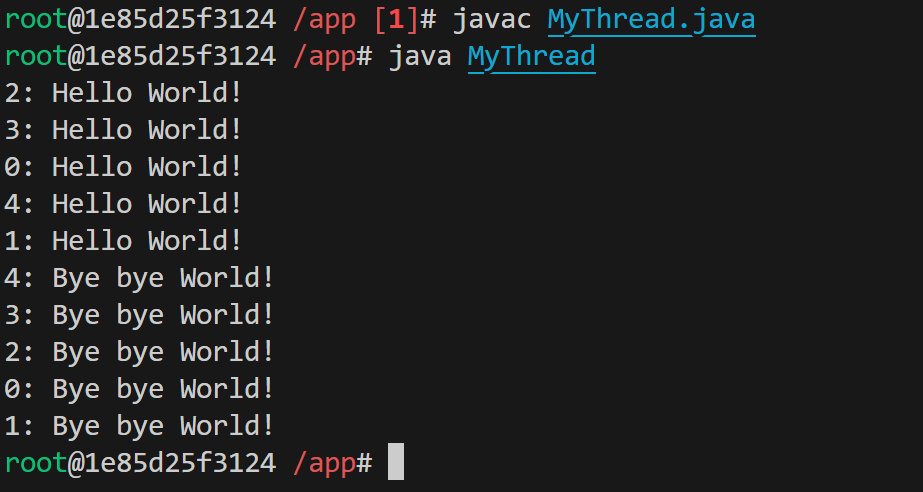 root@1e85d25f3124 /app [1]# javac MyThread.java
root@1e85d25f3124 /app# java MyThread
2: Hello World!
3: Hello World!
0: Hello World!
4: Hello World!
1: Hello World!
4: Bye bye World!
3: Bye bye World!
2: Bye bye World!
0: Bye bye World!
1: Bye bye World!
root@1e85d25f3124 /app#